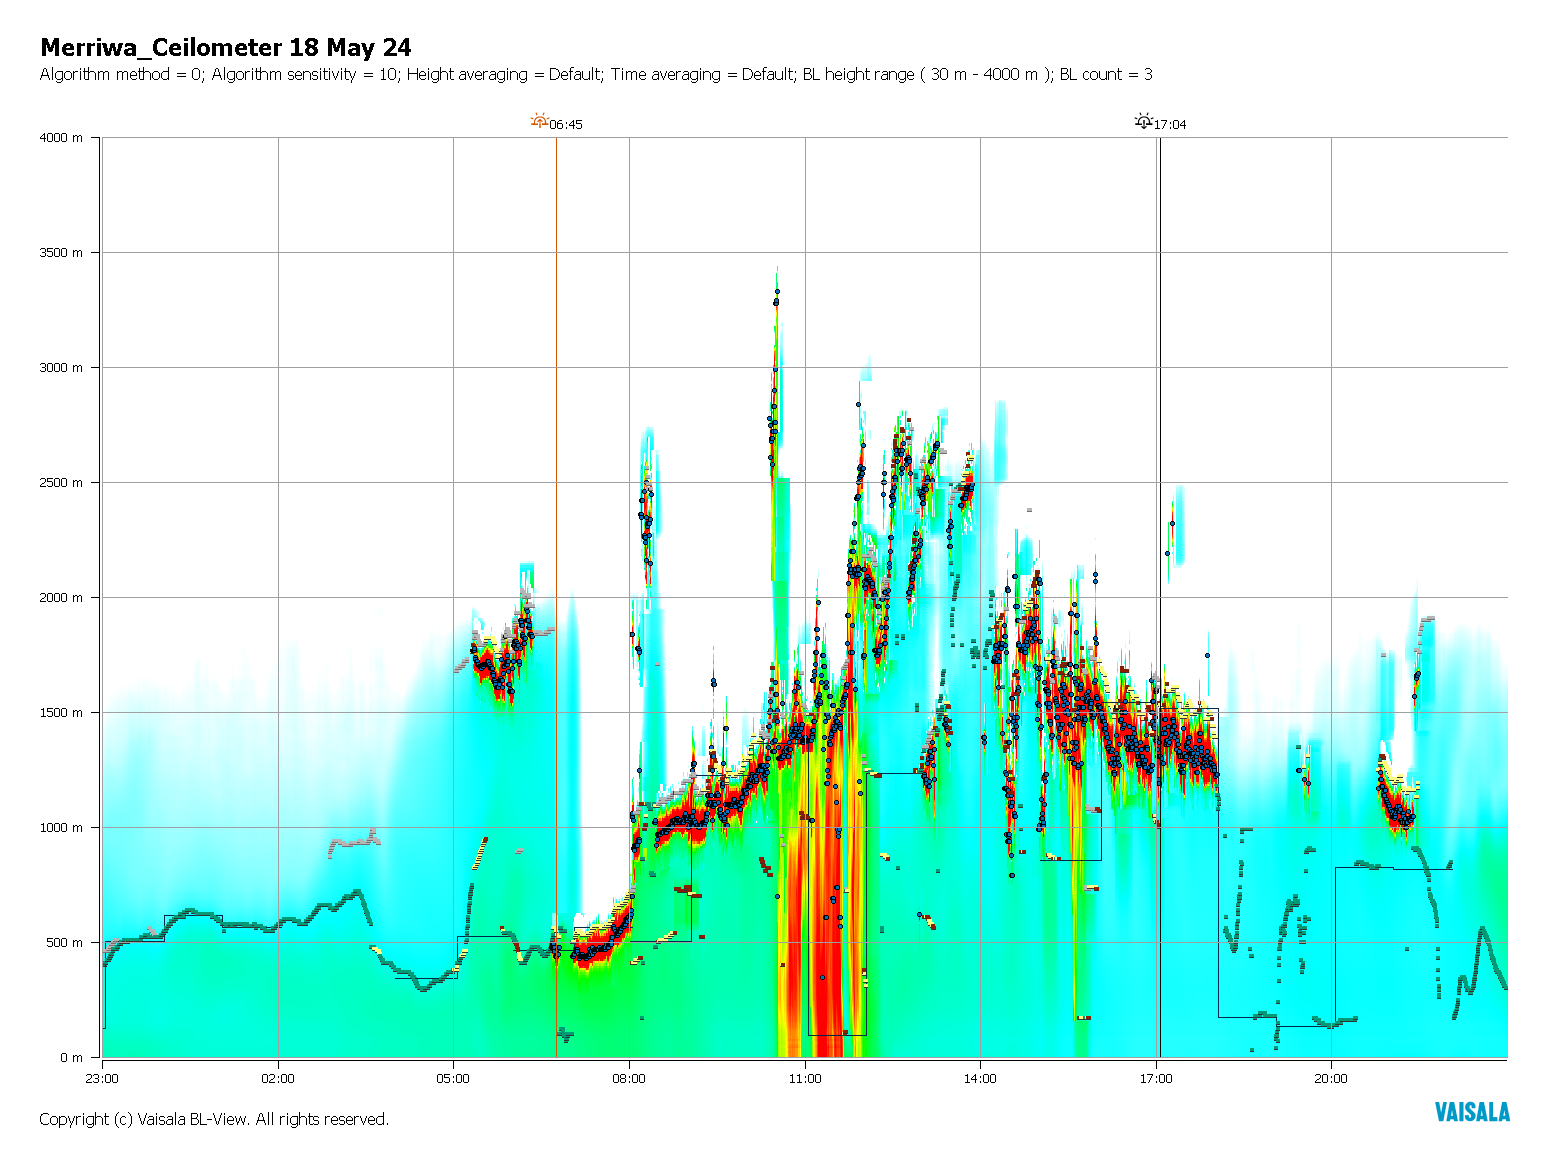 Merriwa_Ceilometer 18 May 24
Algorithm method = 0; Algorithm sensitivity = 10; Height averaging = Default; Time averaging = Default; BL height range ( 30 m - 4000 m ); BL count = 3
06:45
17:04
4000 m
3500 m
3000 m
2500 m
2000 m
1500 m
1000 m
500 m
0 m
23:00
02:00
05:00
08:00
11:00
14:00
17:00
20:00
Copyright (c) Vaisala BL-View. All rights reserved.
VAISALA